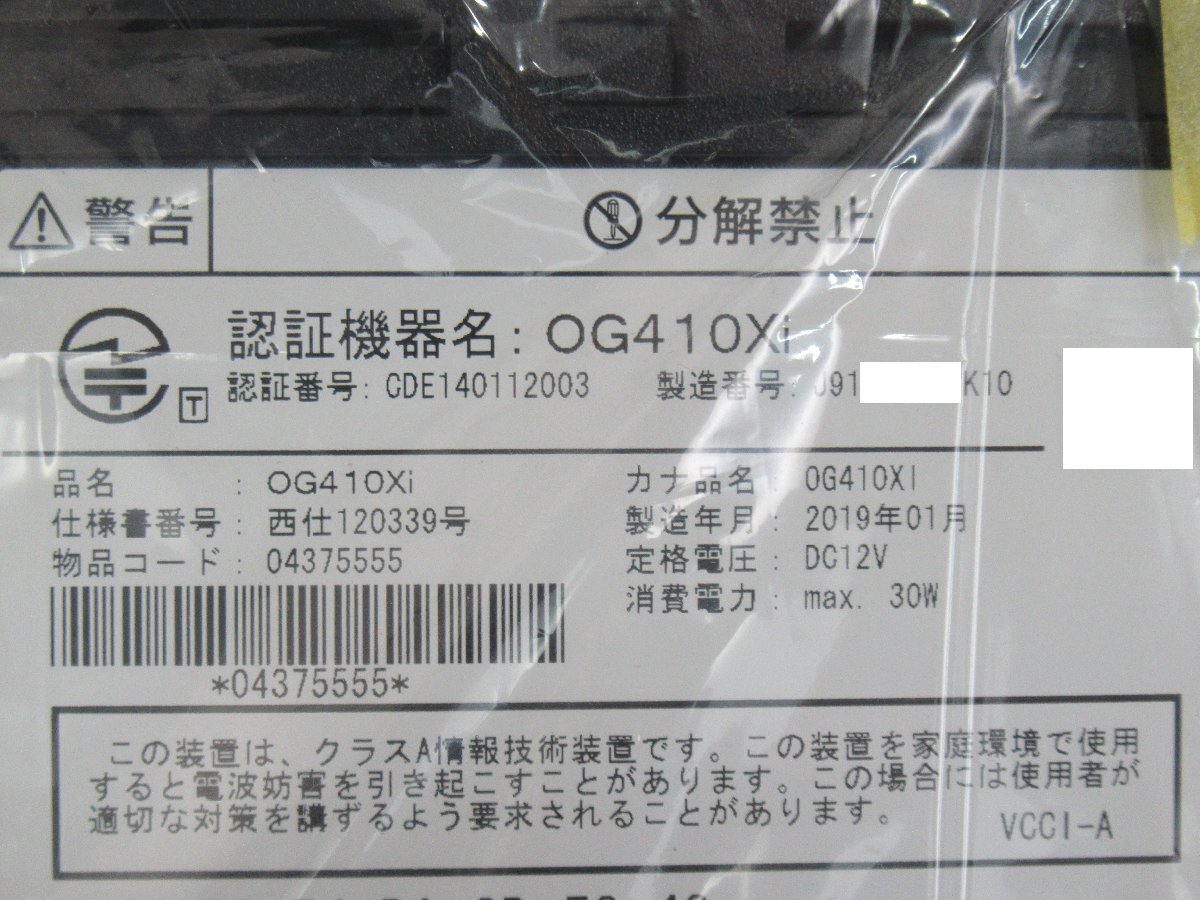 警告
分解禁止
認証機器名: OG410Xi
T
認証番号: CDE140112003 製造番号: J91 K10
品名 : OG410Xi カナ品名: OG410XI
仕様書番号: 西仕120339号 製造年月: 2019年01月
物品コード: 04375555 定格電圧: DC12V
消費電力: max. 30W
*04375555*
この装置は、クラスA情報技術装置です。この装置を家庭環境で使用
すると電波妨害を引き起こすことがあります。この場合には使用者が
適切な対策を講ずるよう要求されることがあります。
VCCI-A